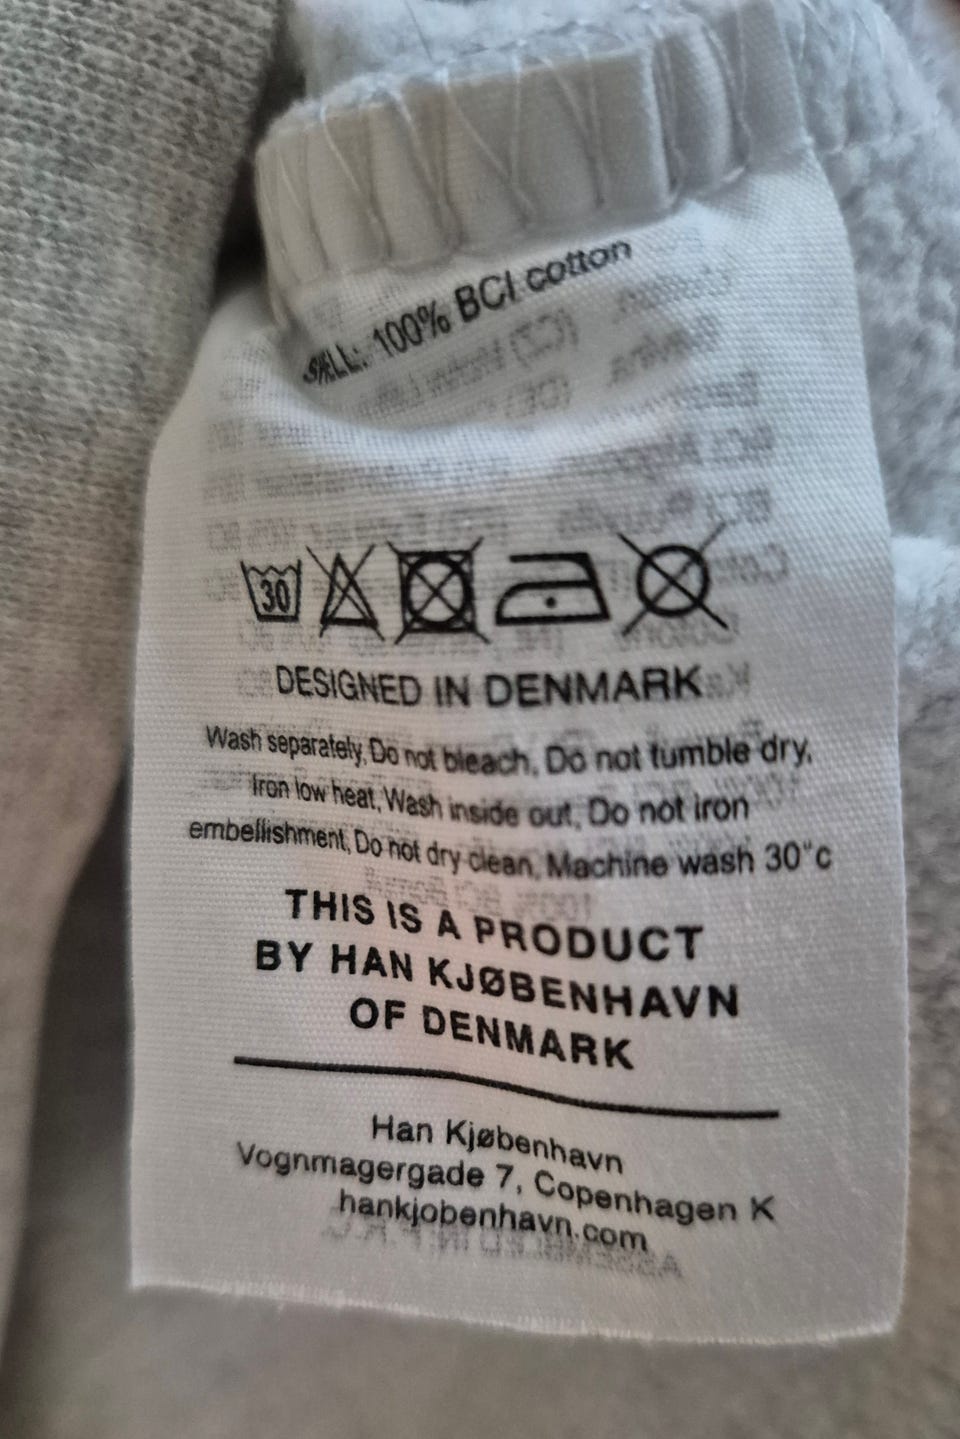 SHELL: 100% BCI cotton
30
DESIGNED IN DENMARK
Wash separately, Do not bleach, Do not tumble dry,
Iron low heat, Wash inside out, Do not iron
embellishment, Do not dry clean, Machine wash 30°c
THIS IS A PRODUCT
BY HAN KJØBENHAVN
OF DENMARK
Han Kjøbenhavn
Vognmagergade 7, Copenhagen K
hankjobenhavn.com
ASSEMBLED IN P.R.C.